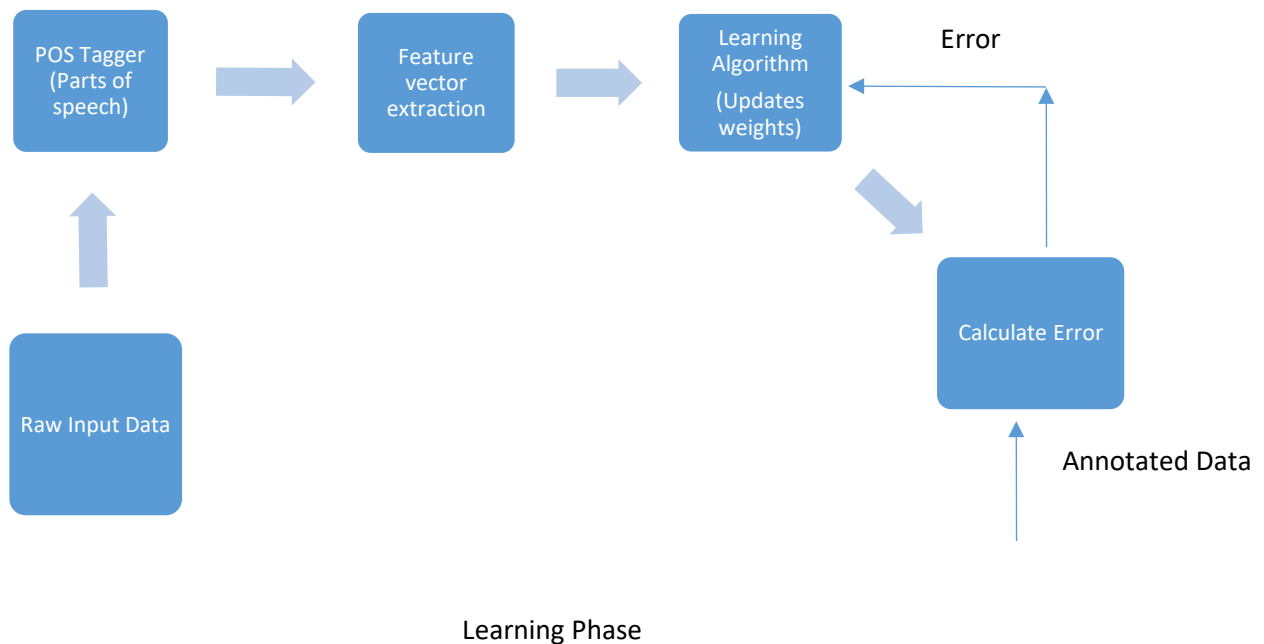 POS Tagger
(Parts of
speech)
Feature
vector
extraction
Learning
Algorithm
(Updates
weights)
Error
Raw Input Data
Calculate Error
Annotated Data
Learning Phase